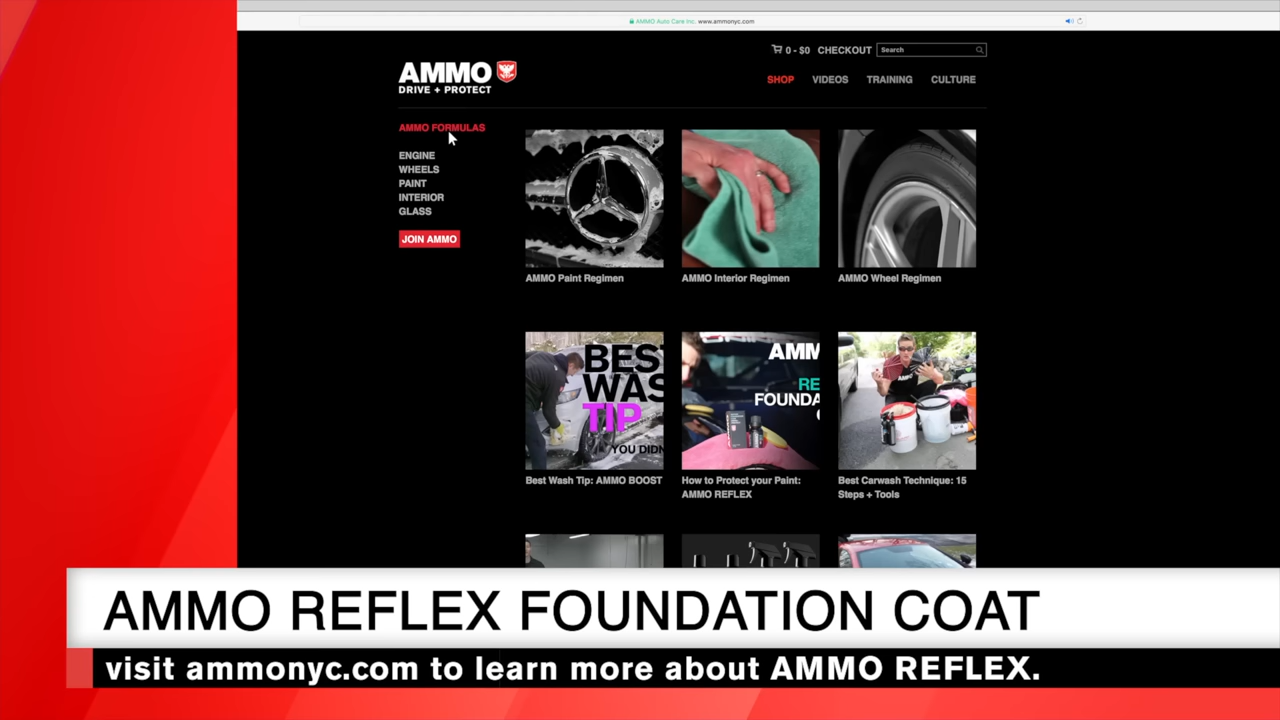 AMMO Auto Care Inc. www.ammonyc.com
0 - $0 CHECKOUT Search
AMMO
DRIVE + PROTECT
SHOP VIDEOS TRAINING CULTURE
AMMO FORMULAS
ENGINE
WHEELS
PAINT
INTERIOR
GLASS
JOIN AMMO
AMMO Paint Regimen
AMMO Interior Regimen
AMMO Wheel Regimen
BEST
WAS
TIP
YOU DIDN
Best Wash Tip: AMMO BOOST
AMM
RE
FOUNDA
How to Protect your Paint:
AMMO REFLEX
Best Carwash Technique: 15
Steps + Tools
AMMO REFLEX FOUNDATION COAT
visit ammonyc.com to learn more about AMMO REFLEX.